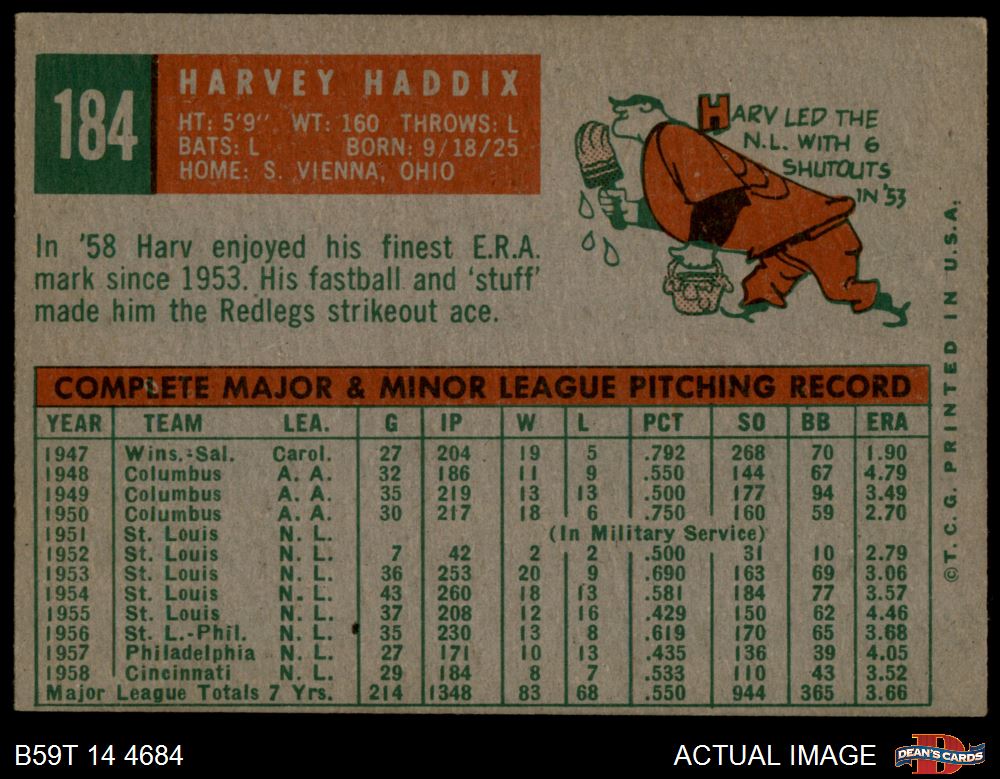 184
HARVEY HADDIX
HT: 5'9" WT: 160 THROWS: L
BATS: L BORN: 9/18/25
HOME: S. VIENNA, OHIO
HARV LED THE
N.L. WITH 6
SHUTOUTS
IN '53
In '58 Harv enjoyed his finest E.R.A.
mark since 1953. His fastball and 'stuff'
made him the Redlegs strikeout ace.
COMPLETE MAJOR & MINOR LEAGUE PITCHING RECORD
YEAR TEAM LEA. G IP W L PCT SO BB ERA
1947 Wins.-Sal. Carol. 27 204 19 5 .792 268 70 1.90
1948 Columbus A. A. 32 186 11 9 .550 144 67 4.79
1949 Columbus A. A. 35 219 13 13 .500 177 94 3.49
1950 Columbus A. A. 30 217 18 6 .750 160 59 2.70
1951 St. Louis N. L. (In Military Service)
1952 St. Louis N. L. 7 42 2 2 .500 31 10 2.79
1953 St. Louis N. L. 36 253 20 9 .690 163 69 3.06
1954 St. Louis N. L. 43 260 18 13 .581 184 77 3.57
1955 St. Louis N. L. 37 208 12 16 .429 150 62 4.46
1956 St. L.-Phil. N. L. 35 230 13 8 .619 170 65 3.68
1957 Philadelphia N. L. 27 171 10 13 .435 136 39 4.05
1958 Cincinnati N. L. 29 184 8 7 .533 110 43 3.52
Major League Totals 7 Yrs. 214 1348 83 68 .550 944 365 3.66
©T. C. G. PRINTED IN U.S.A.
B59T 14 4684
ACTUAL IMAGE
DEAN'S CARDS